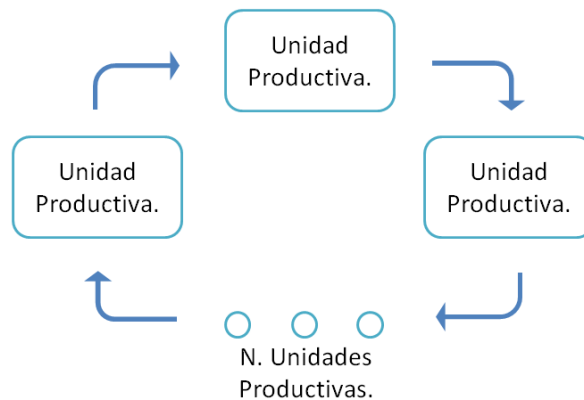 Unidad
Productiva.
Unidad
Productiva.
Unidad
Productiva.
N. Unidades
Productivas.